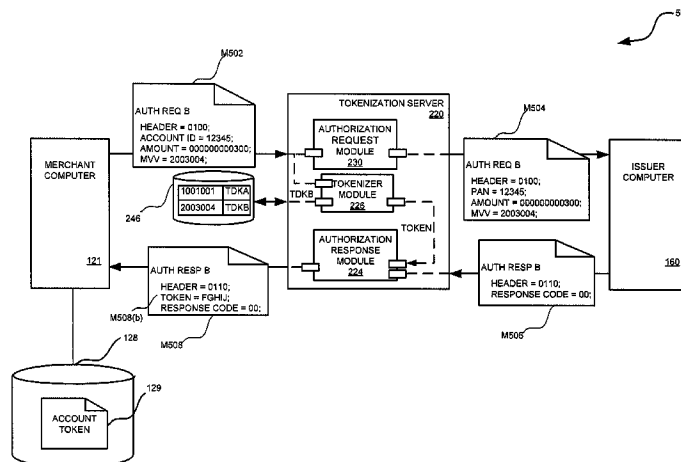 5
M502
AUTH REQ B
HEADER = 0100;
ACCOUNT ID = 12345;
AMOUNT = 000000000300;
MVV = 2003004;
TOKENIZATION SERVER
220
AUTHORIZATION
REQUEST
MODULE
230
M504
AUTH REQ B
HEADER = 0100;
PAN = 12345;
AMOUNT = 000000000300;
MVV = 2003004;
MERCHANT
COMPUTER
121
ISSUER
COMPUTER
160
246
1001001 TDKA
2003004 TDKB
TDKB
TOKENIZER
MODULE
226
TOKEN
AUTHORIZATION
RESPONSE
MODULE
224
AUTH RESP B
HEADER = 0110;
TOKEN = FGHIJ;
RESPONSE CODE = 00;
M508(b)
M508
AUTH RESP B
HEADER = 0110;
RESPONSE CODE = 00;
M506
128
129
ACCOUNT
TOKEN